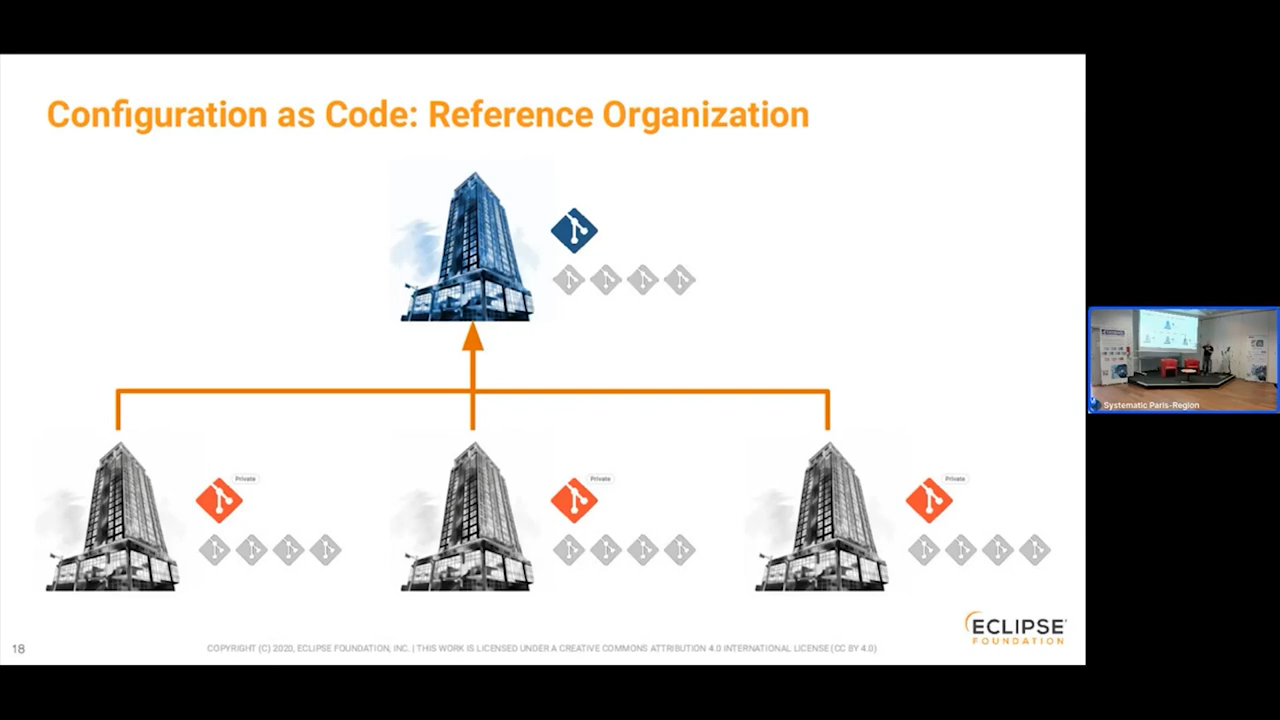 Configuration as Code: Reference Organization
Private
Private
Private
ECLIPSE
FOUNDATION
18
COPYRIGHT (C) 2020, ECLIPSE FOUNDATION, INC. | THIS WORK IS LICENSED UNDER A CREATIVE COMMONS ATTRIBUTION 4.0 INTERNATIONAL LICENSE (CC BY 4.0)
Systematic Paris-Region